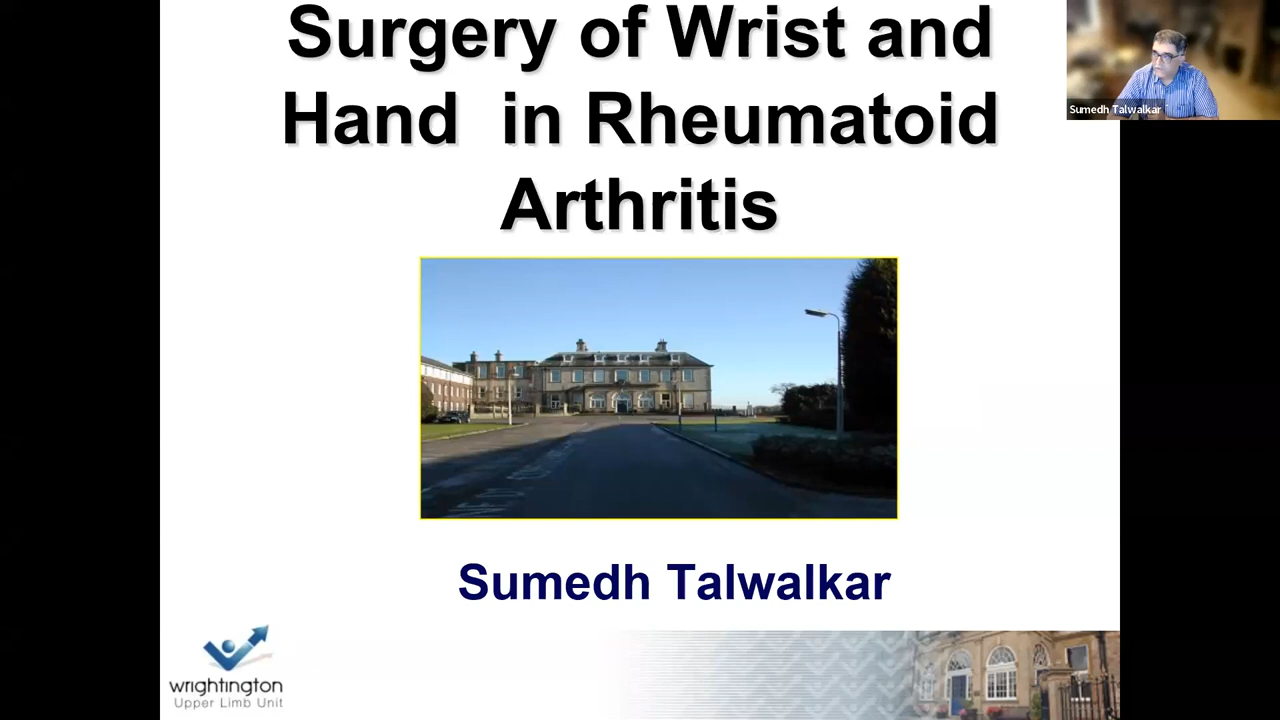 Surgery of Wrist and
Hand in Rheumatoid
Arthritis
Sumedh Talwalkar
Sumedh Talwalkar
wrightington
Upper Limb Unit